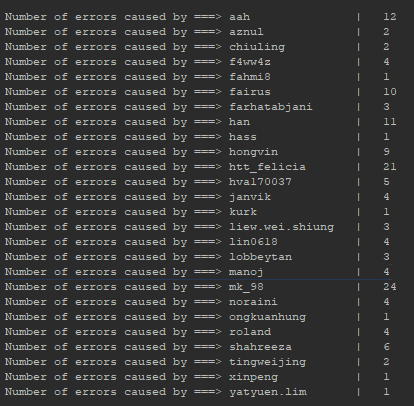 Number of errors caused by ===> aah | 12
Number of errors caused by ===> aznul | 2
Number of errors caused by ===> chiuling | 2
Number of errors caused by ===> f4ww4z | 4
Number of errors caused by ===> fahmi8 | 1
Number of errors caused by ===> fairus | 10
Number of errors caused by ===> farhatabjani | 3
Number of errors caused by ===> han | 11
Number of errors caused by ===> hass | 1
Number of errors caused by ===> hongvin | 9
Number of errors caused by ===> htt_felicia | 21
Number of errors caused by ===> hva170037 | 5
Number of errors caused by ===> janvik | 4
Number of errors caused by ===> kurk | 1
Number of errors caused by ===> liew.wei.shiung | 3
Number of errors caused by ===> lin0618 | 4
Number of errors caused by ===> lobbeytan | 3
Number of errors caused by ===> manoj | 4
Number of errors caused by ===> mk_98 | 24
Number of errors caused by ===> noraini | 4
Number of errors caused by ===> ongkuanhung | 1
Number of errors caused by ===> roland | 4
Number of errors caused by ===> shahreeza | 6
Number of errors caused by ===> tingweijing | 2
Number of errors caused by ===> xinpeng | 1
Number of errors caused by ===> yatyuen.lim | 1